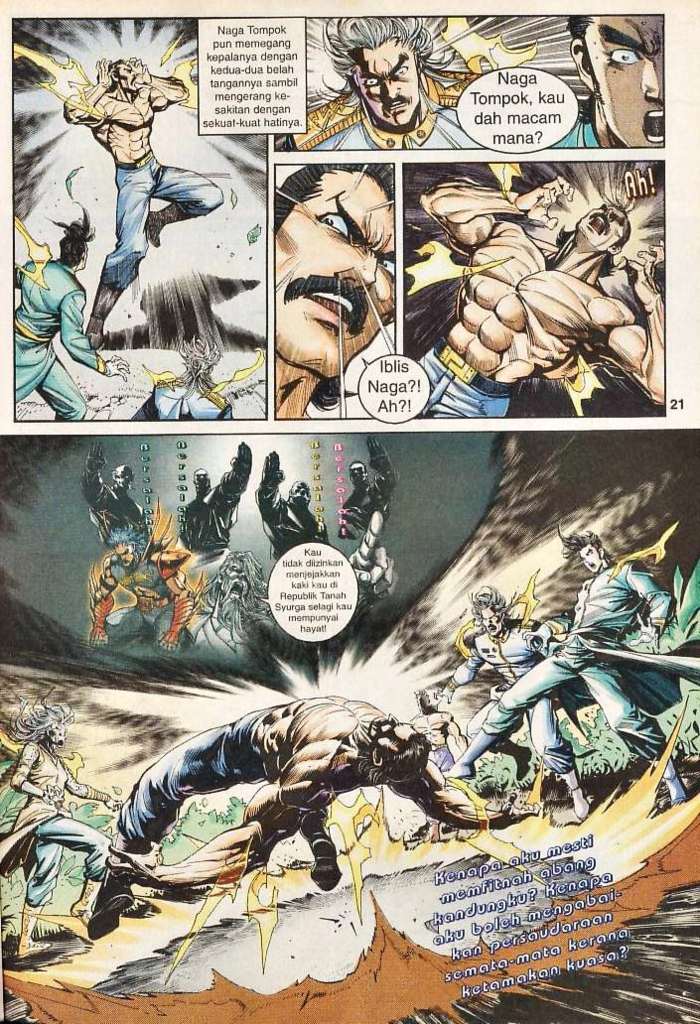 Naga Tompok
pun memegang
kepalanya dengan
kedua-dua belah
tangannya sambil
mengerang ke-
sakitan dengan
sekuat-kuat hatinya.
Naga
Tompok, kau
dah macam
mana?
Iblis
Naga?!
Ah?!
Ah!
21
Bersalah!
Bersalah!
Bersalah!
Bersalah!
Kau
tidak diizinkan
menjejakkan
kaki kau di
Republik Tanah
Syurga selagi kau
mempunyai
hayat!
Kenapa aku mesti
memfitnah abang
kandungku? Kenapa
aku boleh mengabai-
kan persaudaraan
semata-mata kerana
ketamakan kuasa?